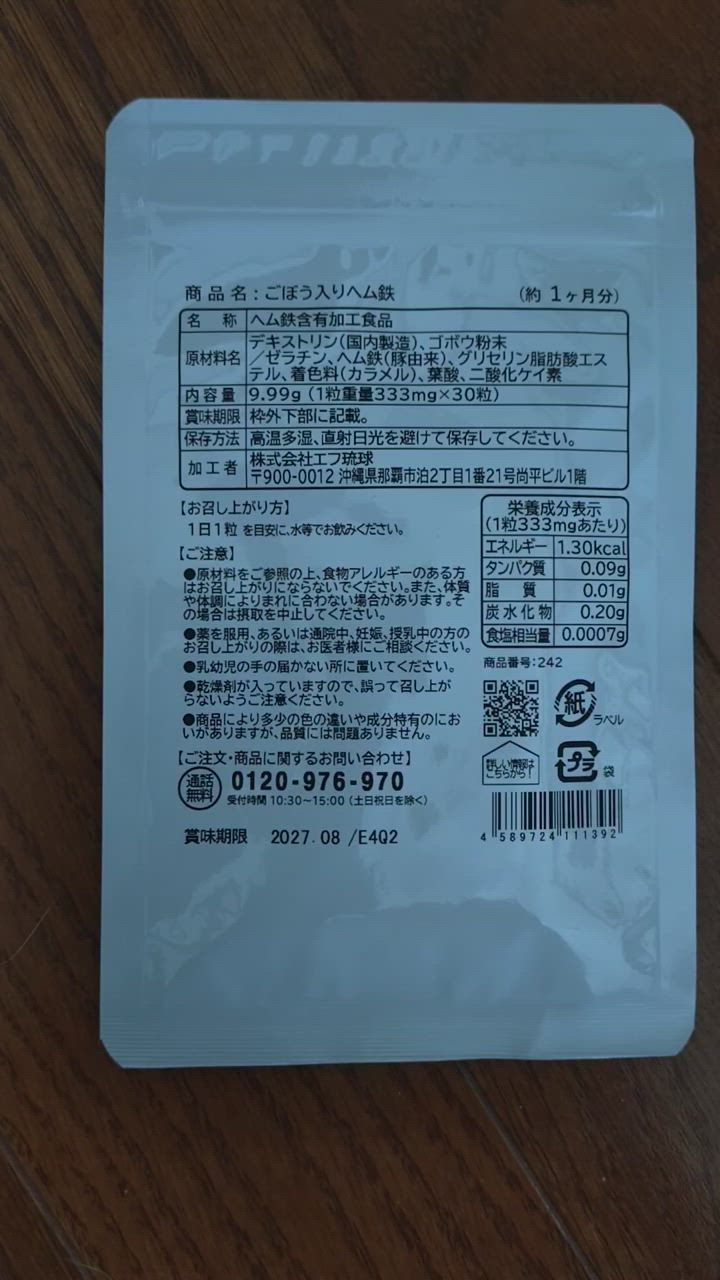 商品名：ごぼう入りヘム鉄 （約 1ヶ月分）
名 称 ヘム鉄含有加工食品
原材料名 デキストリン（国内製造）、ゴボウ粉末
／ゼラチン、ヘム鉄（豚由来）、グリセリン脂肪酸エス
テル、着色料（カラメル）、葉酸、二酸化ケイ素
内容量 9.99g（1粒重量333mg×30粒）
賞味期限 枠外下部に記載。
保存方法 高温多湿、直射日光を避けて保存してください。
加工者 株式会社エフ琉球
〒900-0012 沖縄県那覇市泊2丁目1番21号尚平ビル1階
【お召し上がり方】
1日1粒 を目安に、水等でお飲みください。
【ご注意】
●原材料をご参照の上、食物アレルギーのある方
はお召し上がりにならないでください。また、体質
や体調によりまれに合わない場合があります。そ
の場合は摂取を中止してください。
●薬を服用、あるいは通院中、妊娠、授乳中の方の
お召し上がりの際は、お医者様にご相談ください。
●乳幼児の手の届かない所に置いてください。
●乾燥剤が入っていますので、誤って召し上が
らないようご注意ください。
●商品により多少の色の違いや成分特有のにお
いがありますが、品質には問題ありません。
【ご注文・商品に関するお問い合わせ】
通話
無料
0120-976-970
受付時間 10:30~15:00（土日祝日を除く）
賞味期限 2027.08 /E4Q2
栄養成分表示
（1粒333mgあたり）
エネルギー 1.30kcal
タンパク質 0.09g
脂 質 0.01g
炭水化物 0.20g
食塩相当量 0.0007g
商品番号：242
紙 ラベル
詳しい情報は
こちらから！
プラ 袋
4 589724 111392